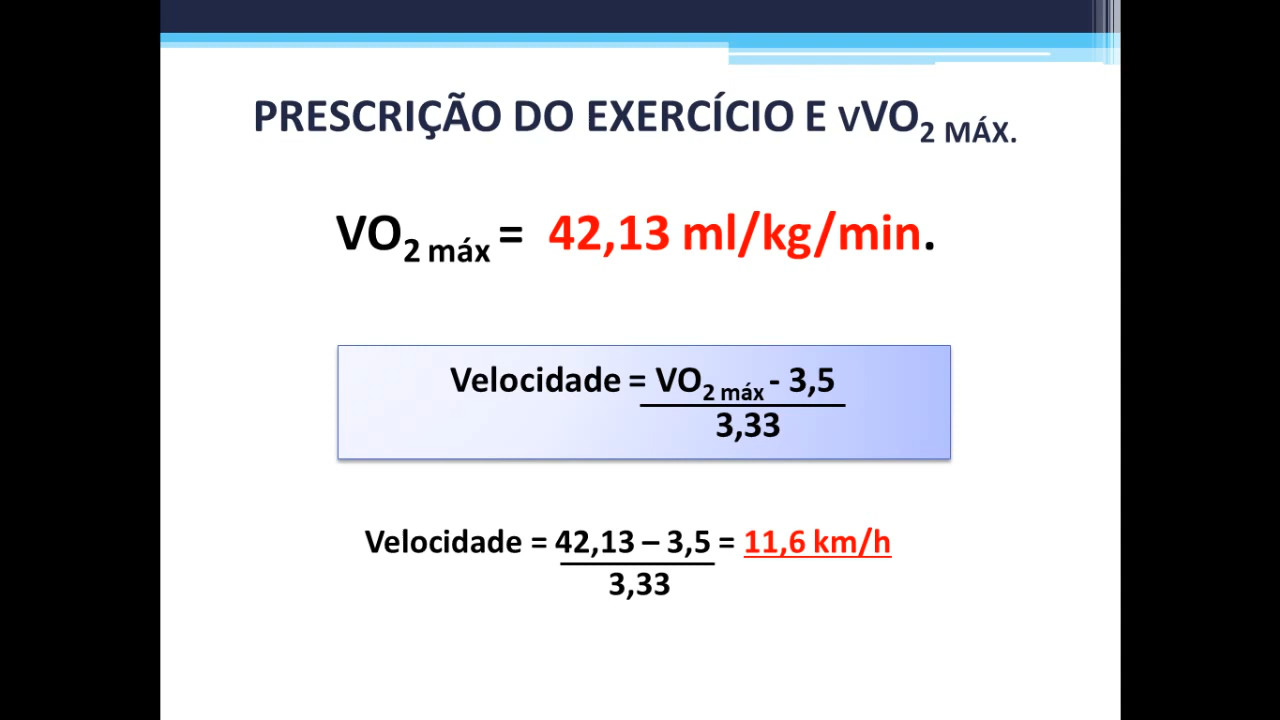 PRESCRIÇÃO DO EXERCÍCIO E vVO2 MÁX.
VO2 máx = 42,13 ml/kg/min.
Velocidade = VO2 máx - 3,5
3,33
Velocidade = 42,13 – 3,5 = 11,6 km/h
3,33